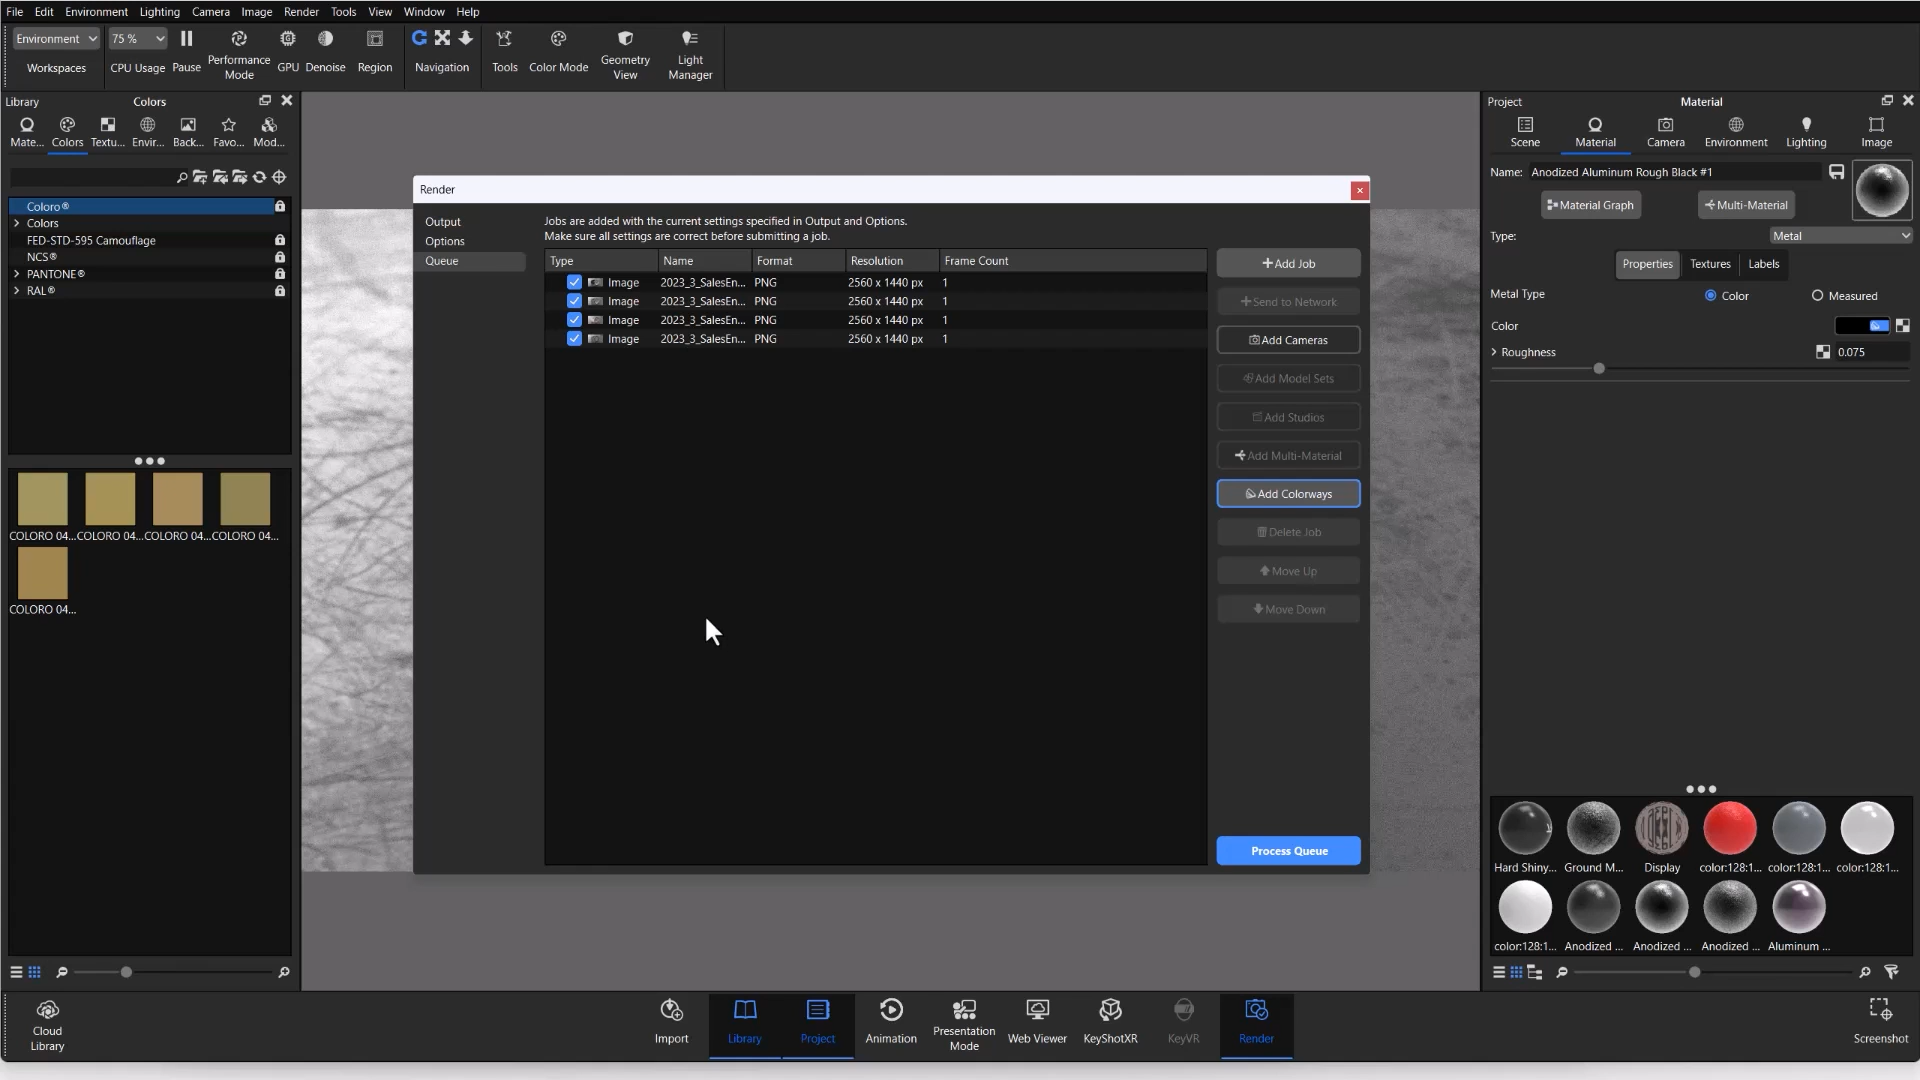 File Edit Environment Lighting Camera Image Render Tools View Window Help
Environment 75 %
Workspaces CPU Usage Pause Performance Mode GPU Denoise Region Navigation Tools Color Mode Geometry View Light Manager
Library Colors
Mate... Colors Textu... Envir... Back... Favo... Mod...
Coloro®
Colors
FED-STD-595 Camouflage
NCS®
PANTONE®
RAL®
COLORO 04... COLORO 04... COLORO 04... COLORO 04...
COLORO 04...
Render
Output
Options
Queue
Jobs are added with the current settings specified in Output and Options.
Make sure all settings are correct before submitting a job.
Type Name Format Resolution Frame Count
Image 2023_3_SalesEn... PNG 2560 x 1440 px 1
Image 2023_3_SalesEn... PNG 2560 x 1440 px 1
Image 2023_3_SalesEn... PNG 2560 x 1440 px 1
Image 2023_3_SalesEn... PNG 2560 x 1440 px 1
Add Job
Send to Network
Add Cameras
Add Model Sets
Add Studios
Add Multi-Material
Add Colorways
Delete Job
Move Up
Move Down
Process Queue
Project Material
Scene Material Camera Environment Lighting Image
Name: Anodized Aluminum Rough Black #1
Material Graph Multi-Material
Type: Metal
Properties Textures Labels
Metal Type Color Measured
Color
Roughness 0.075
Hard Shiny... Ground M... Display color:128:1... color:128:1... color:128:1...
color:128:1... Anodized ... Anodized ... Anodized ... Aluminum ...
Cloud Library Import Library Project Animation Presentation Mode Web Viewer KeyShotXR KeyVR Render Screenshot